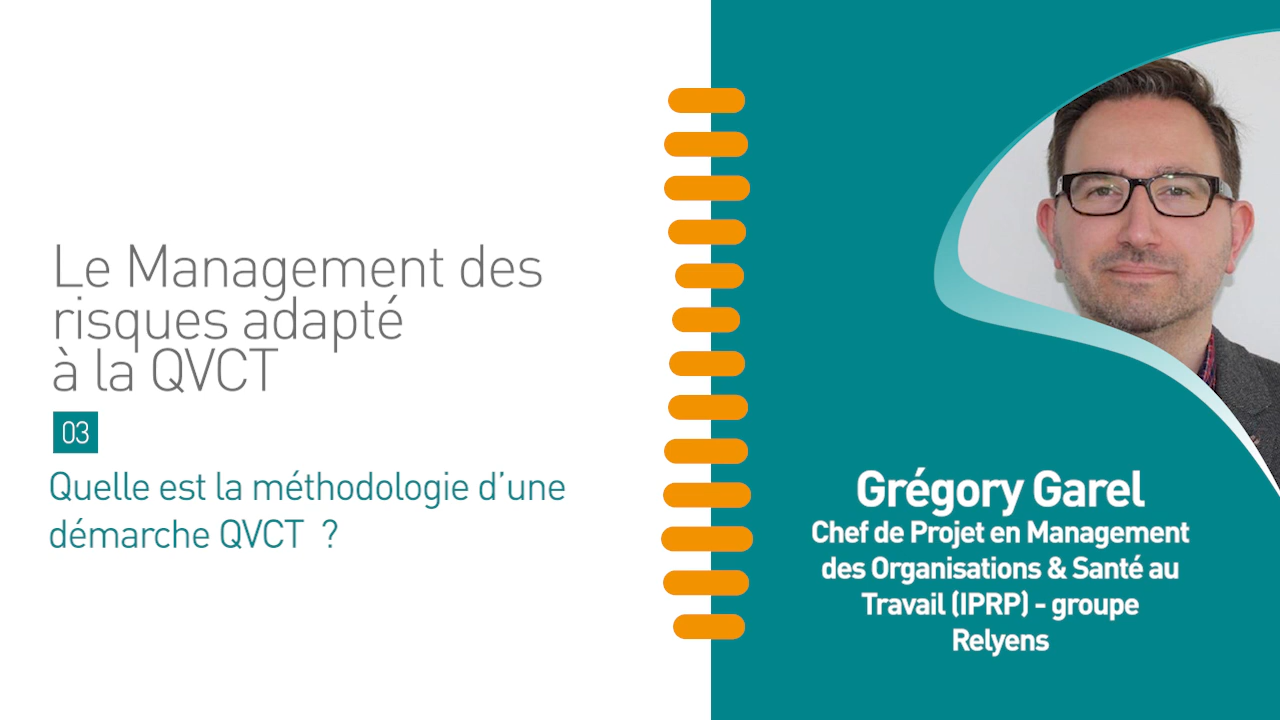 Le Management des
risques adapté
à la QVCT
03
Quelle est la méthodologie d’une
démarche QVCT  ?
Grégory Garel
Chef de Projet en Management
des Organisations & Santé au
Travail (IPRP) - groupe
Relyens